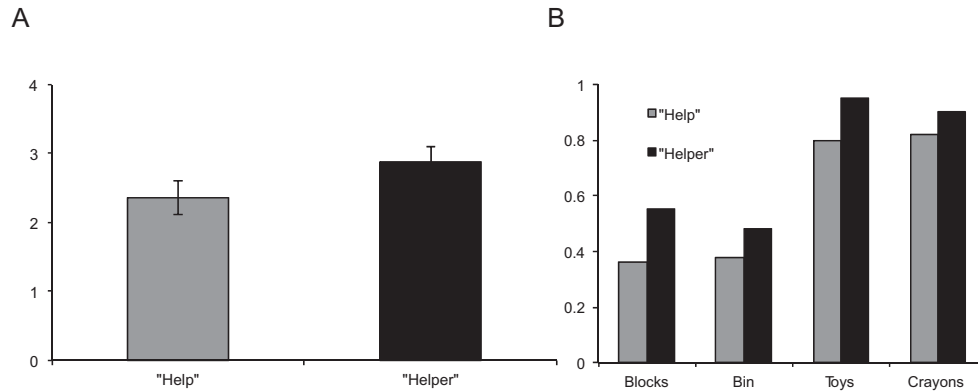 A
B
4
3
2
1
0
"Help"
"Helper"
1
0.8
0.6
0.4
0.2
0
"Help"
"Helper"
Blocks
Bin
Toys
Crayons